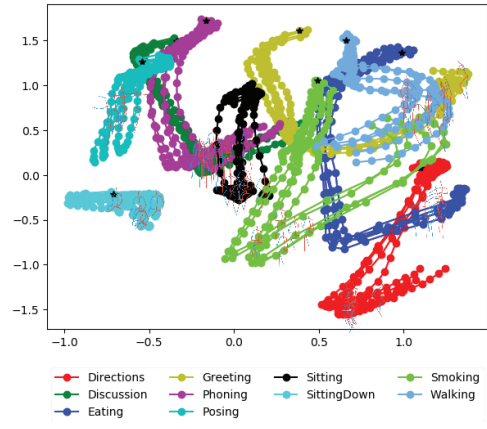 1.5
1.0
0.5
0.0
-0.5
-1.0
-1.5
-1.0 -0.5 0.0 0.5 1.0
Directions Greeting Sitting Smoking
Discussion Phoning SittingDown Walking
Eating Posing